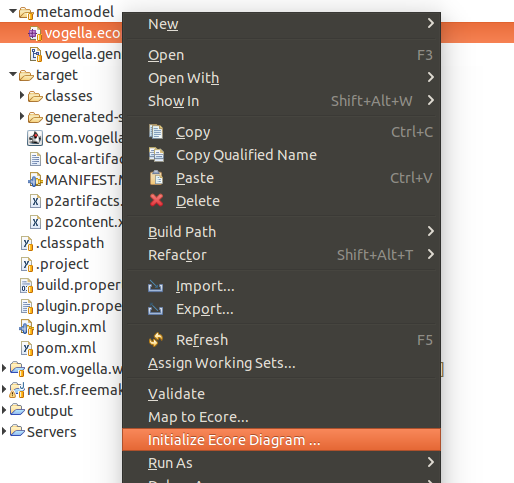 metamodel
vogella.eco
vogella.gen
target
classes
generated-s
com.vogella
local-artifac
MANIFEST.M
p2artifacts.
p2content.x
.classpath
.project
build.proper
plugin.prope
plugin.xml
pom.xml
com.vogella.w
net.sf.freemak
output
Servers
New
Open F3
Open With
Show In Shift+Alt+W
Copy Ctrl+C
Copy Qualified Name
Paste Ctrl+V
Delete
Build Path
Refactor Shift+Alt+T
Import...
Export...
Refresh F5
Assign Working Sets...
Validate
Map to Ecore...
Initialize Ecore Diagram ...
Run As